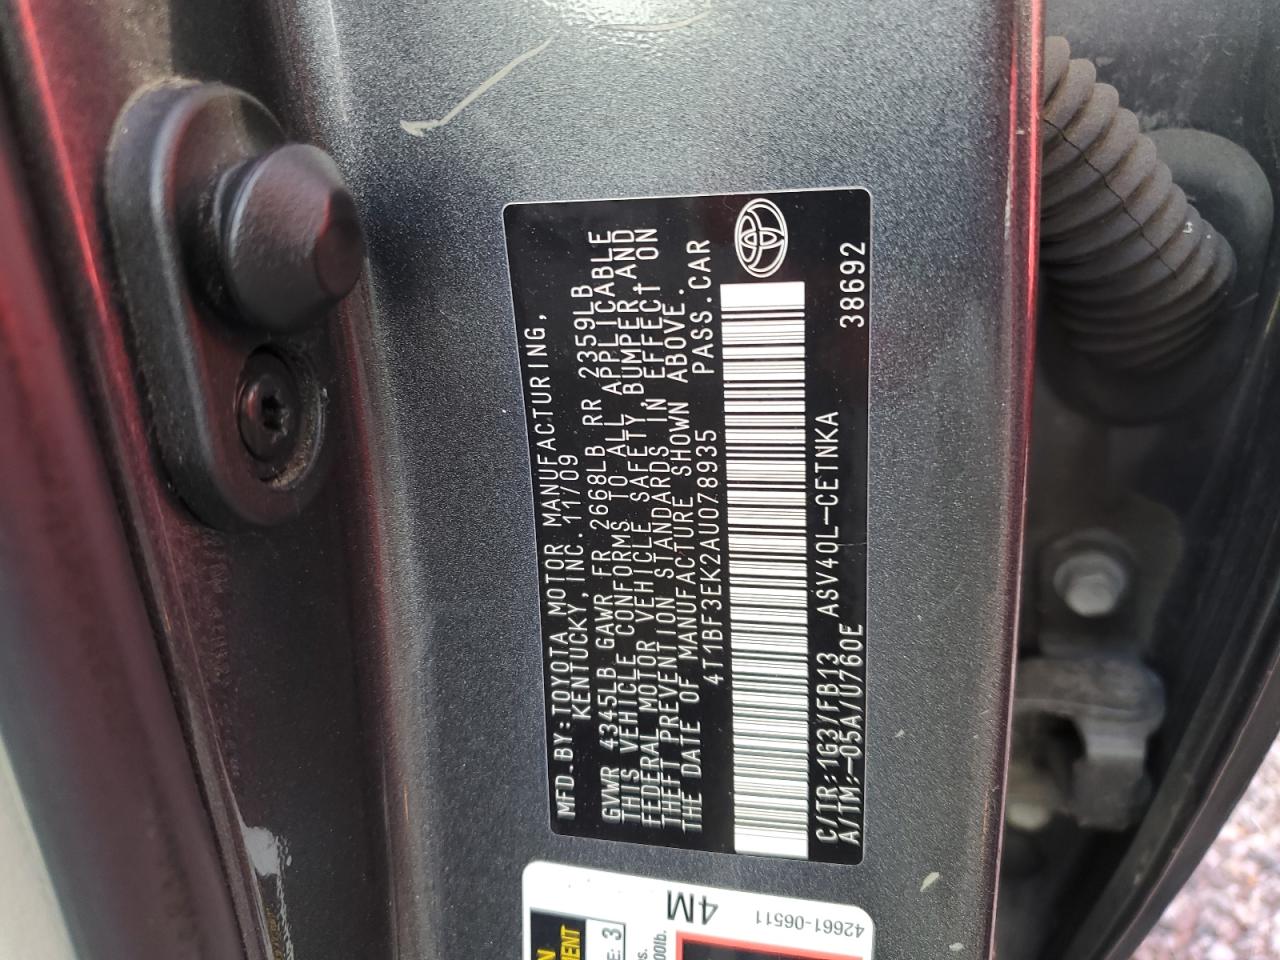 MFD.BY:TOYOTA MOTOR MANUFACTURING,
KENTUCKY,INC. 11/09
GVWR 4345LB GAWR FR 2668LB RR 2359LB
THIS VEHICLE CONFORMS TO ALL APPLICABLE
FEDERAL MOTOR VEHICLE SAFETY, BUMPER, AND
THEFT PREVENTION STANDARDS IN EFFECT ON
THE DATE OF MANUFACTURE SHOWN ABOVE.
4T1BF3EK2AU078935 PASS.CAR
C/TR:1G3/FB13 ASV40L-CETNKA
A/TM:-05A/U760E 38692
4M
42661-06511
E: 3
00lb.